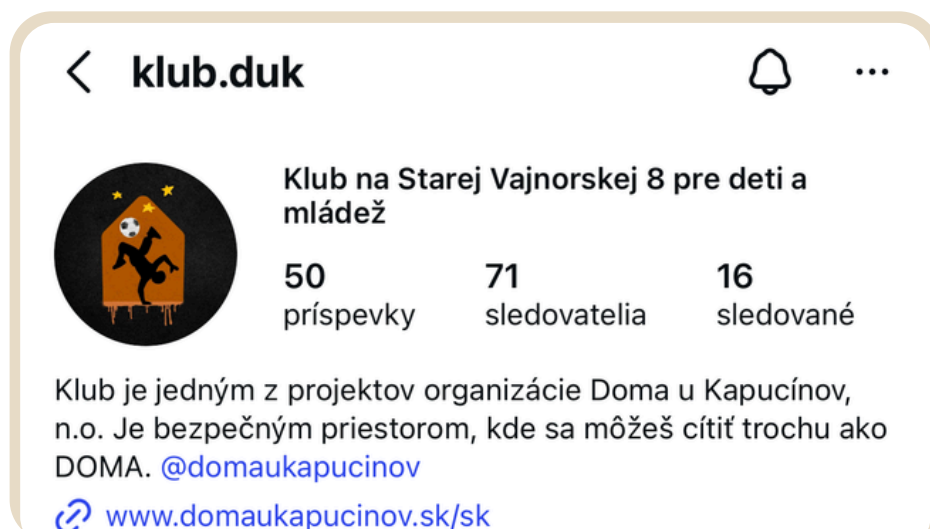 klub.duk
Klub na Starej Vajnorskej 8 pre deti a
mládež
50 71 16
príspevky sledovatelia sledované
Klub je jedným z projektov organizácie Doma u Kapucínov,
n.o. Je bezpečným priestorom, kde sa môžeš cítiť trochu ako
DOMA. @domaukapucinov
www.domaukapucinov.sk/sk